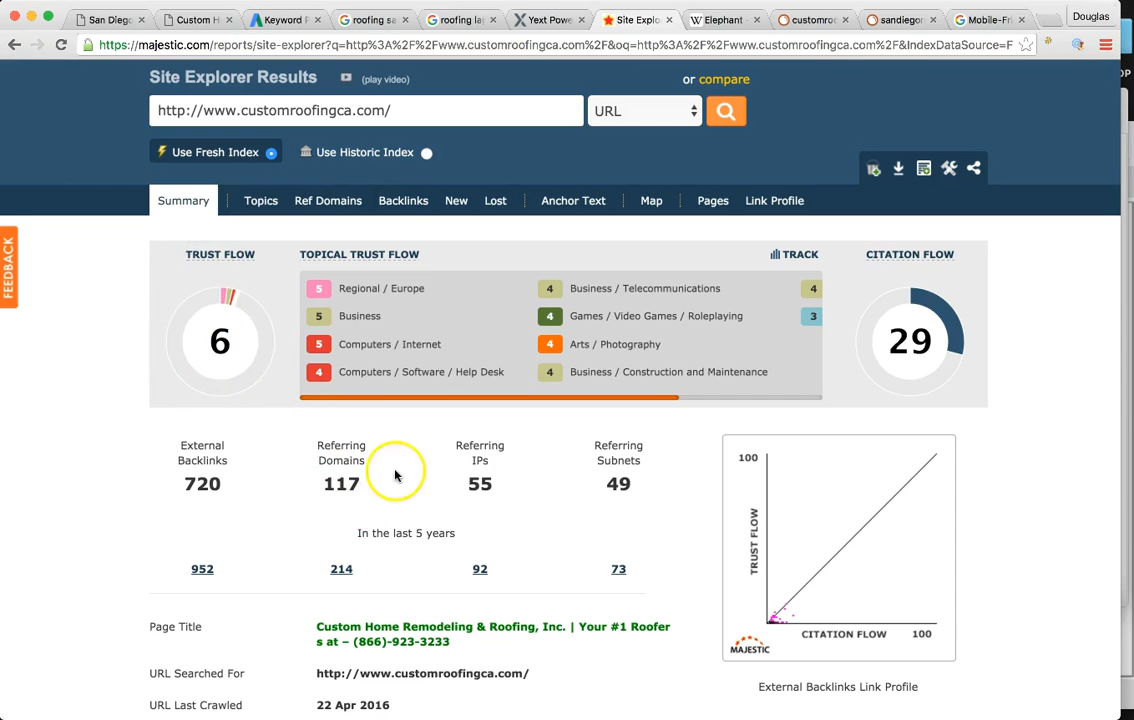 San Diego
Custom H
Keyword P
roofing sa
roofing lap
Yext Powe
Site Explo
Elephant -
customroo
sandiegor
Mobile-Fri
Douglas
https://majestic.com/reports/site-explorer?q=http%3A%2F%2Fwww.customroofingca.com%2F&oq=http%3A%2F%2Fwww.customroofingca.com%2F&IndexDataSource=F
Site Explorer Results (play video)
or compare
http://www.customroofingca.com/
URL
Use Fresh Index
Use Historic Index
Summary
Topics
Ref Domains
Backlinks
New
Lost
Anchor Text
Map
Pages
Link Profile
FEEDBACK
TRUST FLOW
6
TOPICAL TRUST FLOW
TRACK
5 Regional / Europe
4 Business / Telecommunications
4
5 Business
4 Games / Video Games / Roleplaying
3
5 Computers / Internet
4 Arts / Photography
4 Computers / Software / Help Desk
4 Business / Construction and Maintenance
CITATION FLOW
29
External
Backlinks
720
Referring
Domains
117
Referring
IPs
55
Referring
Subnets
49
In the last 5 years
952
214
92
73
100
TRUST FLOW
CITATION FLOW
100
MAJESTIC
External Backlinks Link Profile
Page Title
Custom Home Remodeling & Roofing, Inc. | Your #1 Roofer
s at – (866)-923-3233
URL Searched For
http://www.customroofingca.com/
URL Last Crawled
22 Apr 2016